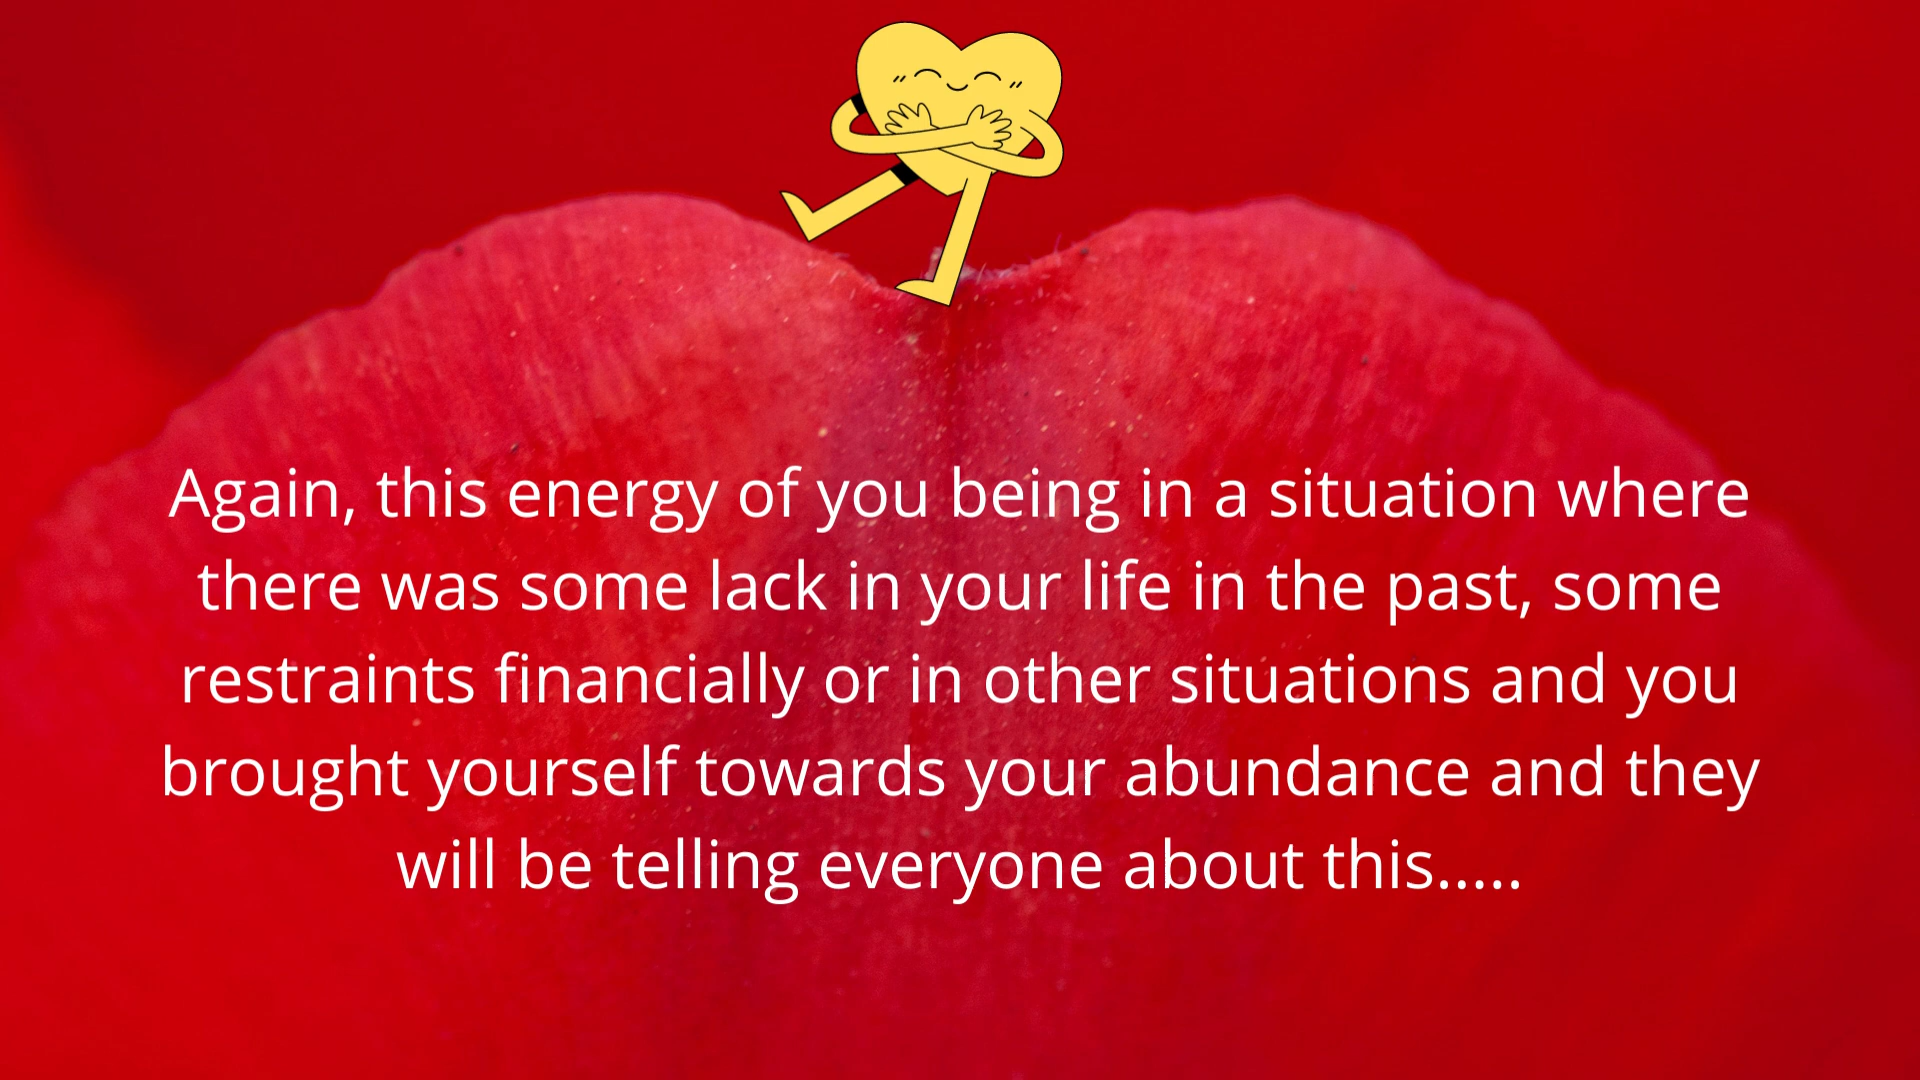 Again, this energy of you being in a situation where
there was some lack in your life in the past, some
restraints financially or in other situations and you
brought yourself towards your abundance and they
will be telling everyone about this.....